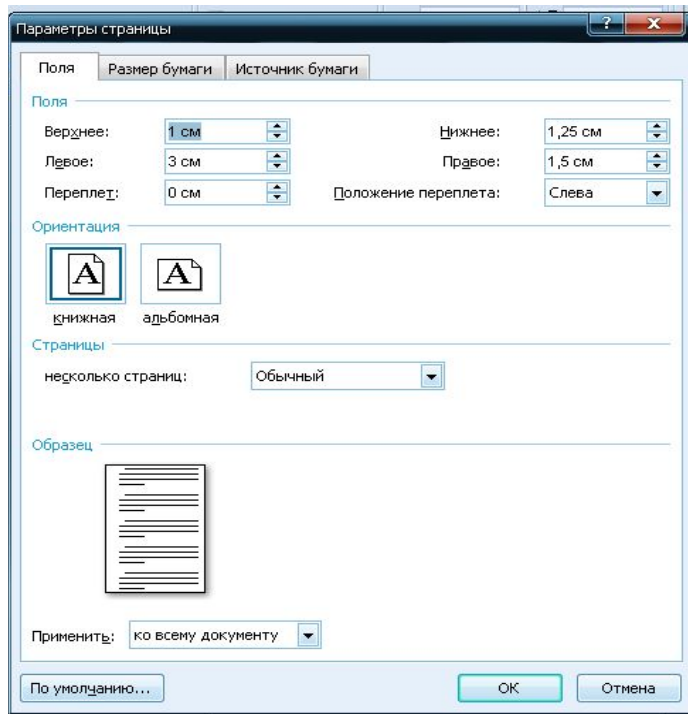 Параметры страницы
?
X
Поля Размер бумаги Источник бумаги
Поля
Верхнее: 1 см Нижнее: 1,25 см
Левое: 3 см Правое: 1,5 см
Переплет: 0 см Положение переплета: Слева
Ориентация
A A
книжная альбомная
Страницы
несколько страниц: Обычный
Образец
Применить: ко всему документу
По умолчанию... ОК Отмена